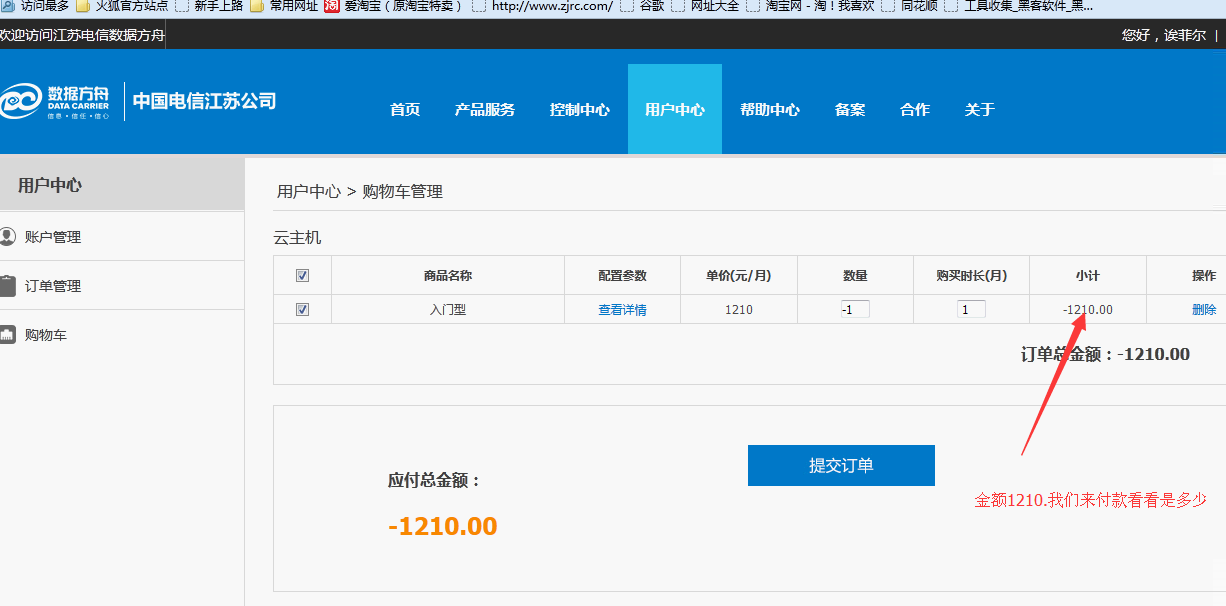 访问最多 火狐官方站点 新手上路 常用网址 淘 爱淘宝（原淘宝特卖） http://www.zjrc.com/ 谷歌 网址大全 淘宝网 - 淘！我喜欢 同花顺 工具收集_黑客软件_黑...
欢迎访问江苏电信数据方舟 您好，诶菲尔 |
数据方舟 中国电信江苏公司
DATA CARRIER
信息·信任·信心
首页 产品服务 控制中心 用户中心 帮助中心 备案 合作 关于
用户中心
账户管理
订单管理
购物车
用户中心 > 购物车管理
云主机
商品名称 配置参数 单价(元/月) 数量 购买时长(月) 小计 操作
入门型 查看详情 1210 -1 1 -1210.00 删除
订单总金额：-1210.00
应付总金额：
-1210.00
提交订单
金额1210.我们来付款看看是多少